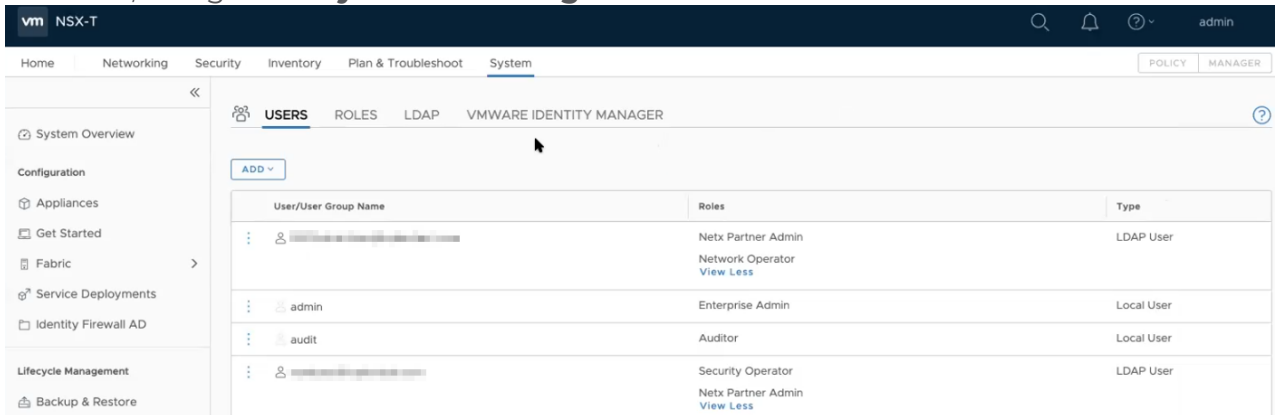 vm NSX-T admin
Home Networking Security Inventory Plan & Troubleshoot System POLICY MANAGER
USERS ROLES LDAP VMWARE IDENTITY MANAGER
System Overview
ADD
Configuration
User/User Group Name Roles Type
Appliances
Get Started
Netx Partner Admin LDAP User
Network Operator
View Less
Fabric
Service Deployments
admin Enterprise Admin Local User
Identity Firewall AD
audit Auditor Local User
Lifecycle Management
Security Operator LDAP User
Netx Partner Admin
View Less
Backup & Restore